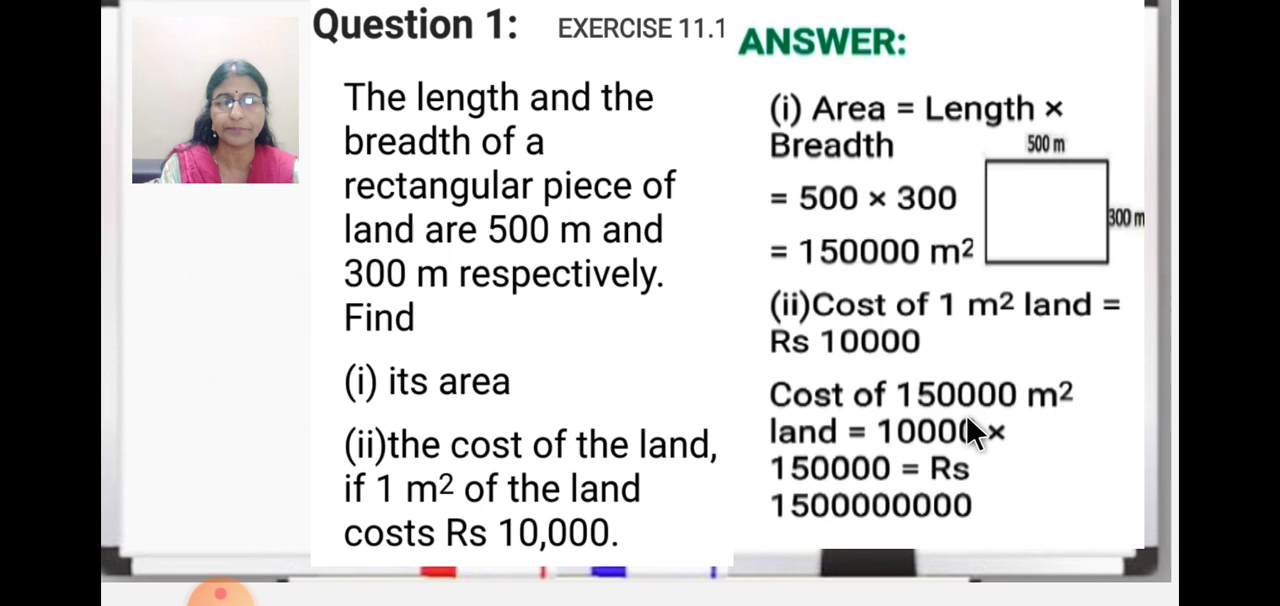 Question 1: EXERCISE 11.1
The length and the
breadth of a
rectangular piece of
land are 500 m and
300 m respectively.
Find
(i) its area
(ii)the cost of the land,
if 1 m² of the land
costs Rs 10,000.
ANSWER:
(i) Area = Length ×
Breadth
500 m
300 m
= 500 × 300
= 150000 m²
(ii)Cost of 1 m² land =
Rs 10000
Cost of 150000 m²
land = 10000 ×
150000 = Rs
1500000000